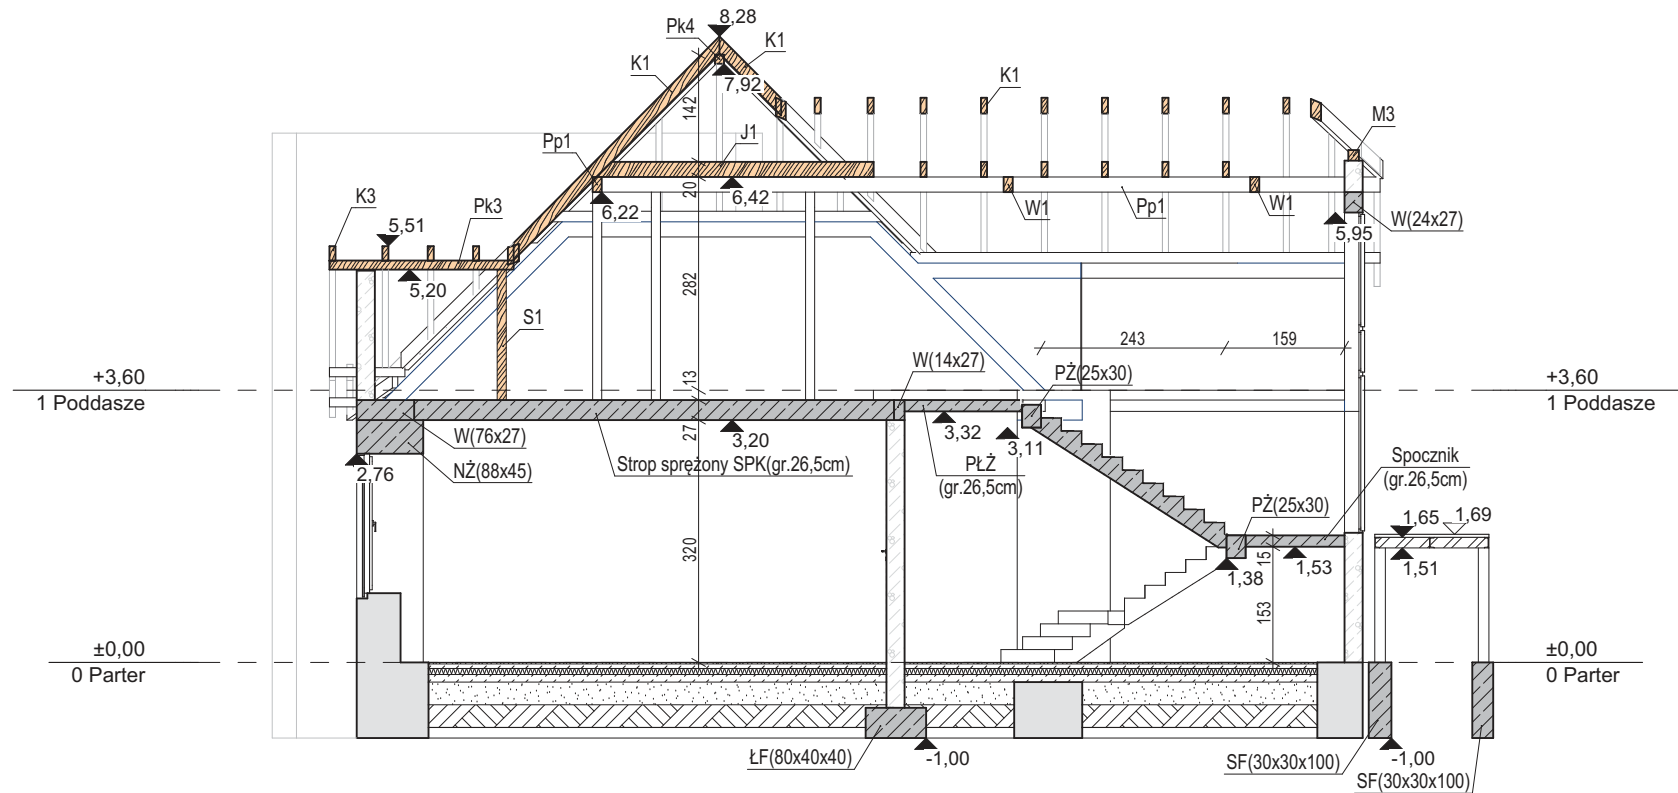 8,28
Pk4
K1
K1
7,92
K1
142
M3
Pp1
J1
20
6,22
6,42
W1
Pp1
W1
W(24x27)
5,95
K3
Pk3
5,51
5,20
282
S1
243
159
+3,60
1 Poddasze
13
W(14x27)
PŻ(25x30)
+3,60
1 Poddasze
W(76x27)
27
3,20
3,32
3,11
NŻ(88x45)
2,76
Strop sprężony SPK(gr.26,5cm)
PŁŻ
(gr.26,5cm)
Spocznik
(gr.26,5cm)
PŻ(25x30)
1,65
1,69
320
15
1,38
1,53
1,51
153
±0,00
0 Parter
±0,00
0 Parter
ŁF(80x40x40)
-1,00
SF(30x30x100)
-1,00
SF(30x30x100)